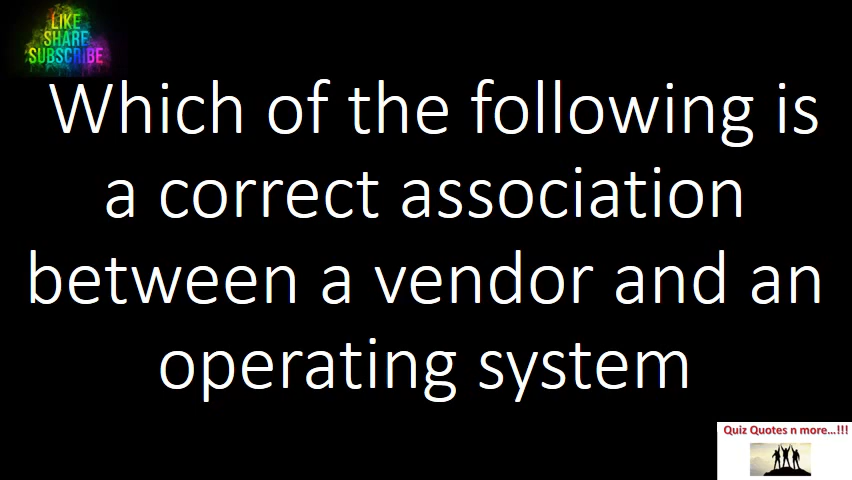 LIKE
SHARE
SUBSCRIBE
Which of the following is
a correct association
between a vendor and an
operating system
Quiz Quotes n more...!!!